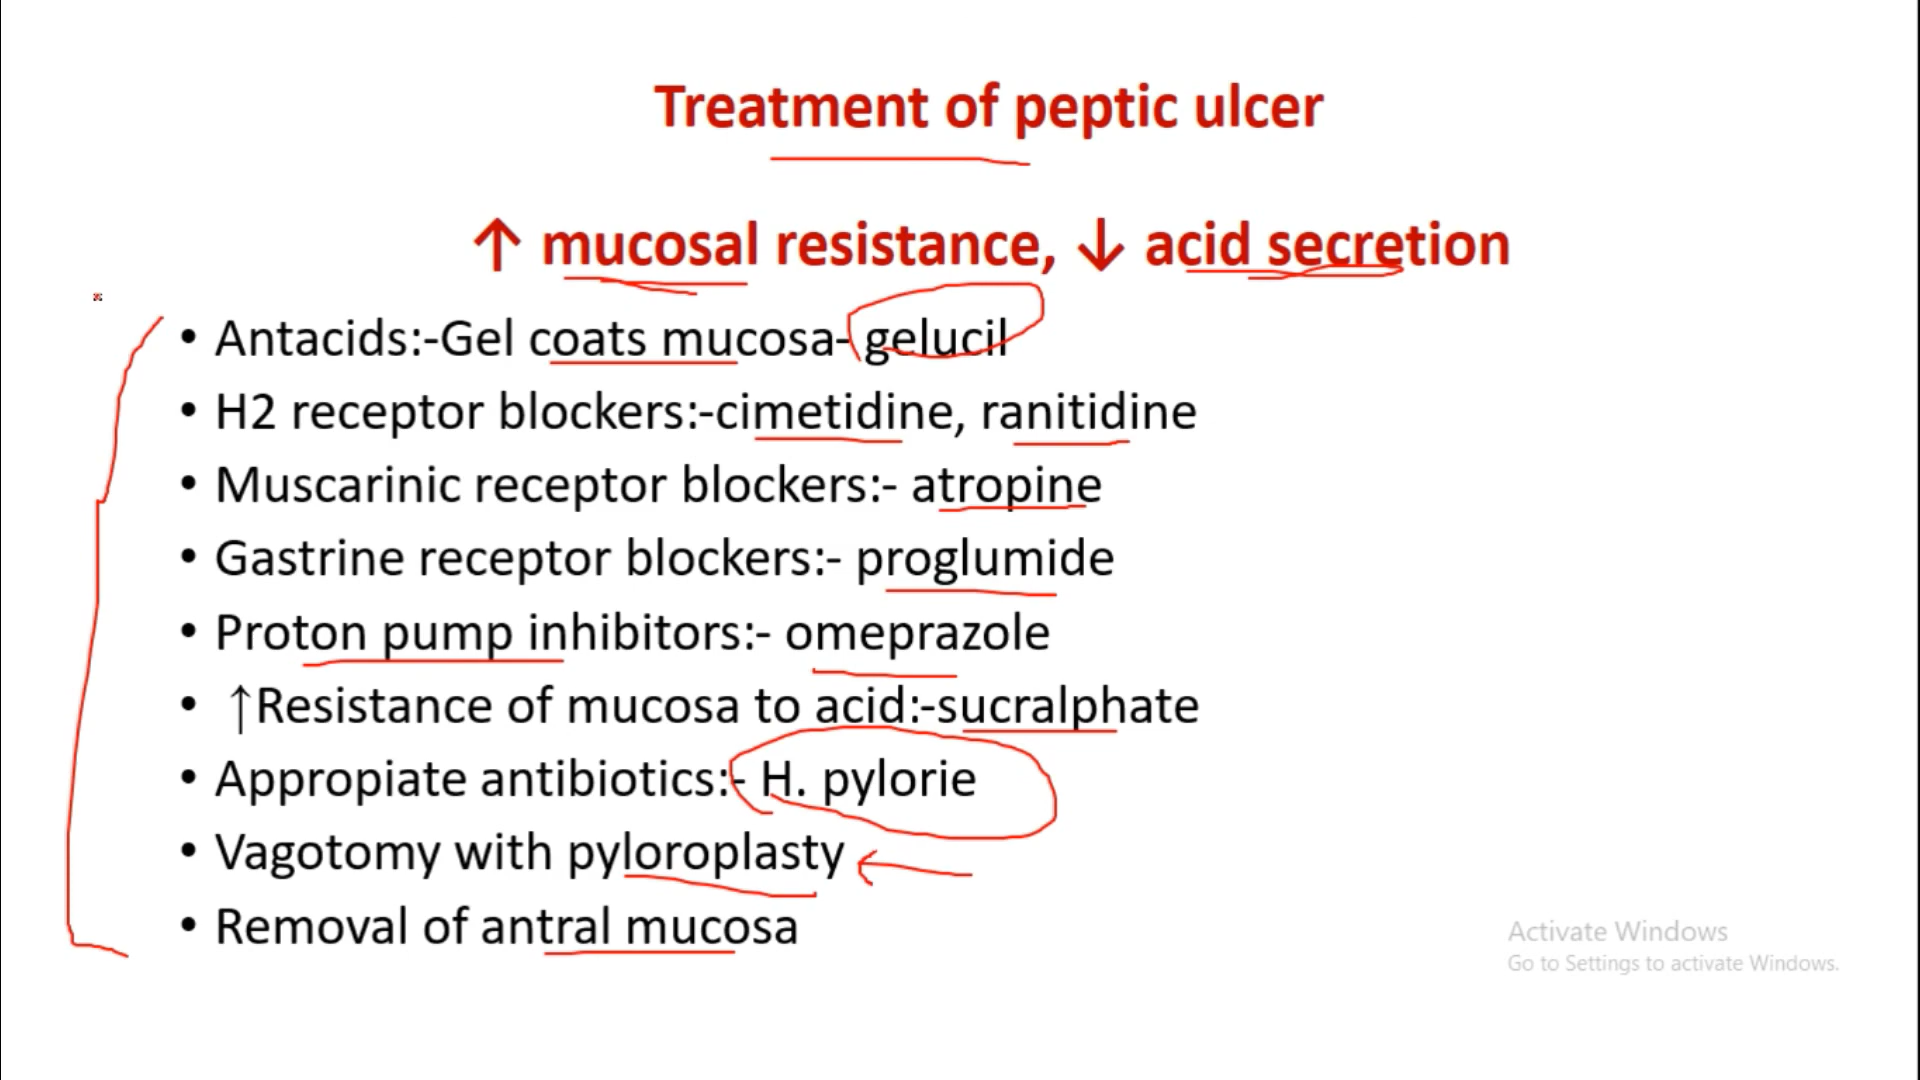 Treatment of peptic ulcer
↑ mucosal resistance, ↓ acid secretion
• Antacids:-Gel coats mucosa- gelucil
• H2 receptor blockers:-cimetidine, ranitidine
• Muscarinic receptor blockers:- atropine
• Gastrine receptor blockers:- proglumide
• Proton pump inhibitors:- omeprazole
• ↑Resistance of mucosa to acid:-sucralphate
• Appropiate antibiotics:- H. pylorie
• Vagotomy with pyloroplasty
• Removal of antral mucosa
Activate Windows
Go to Settings to activate Windows.